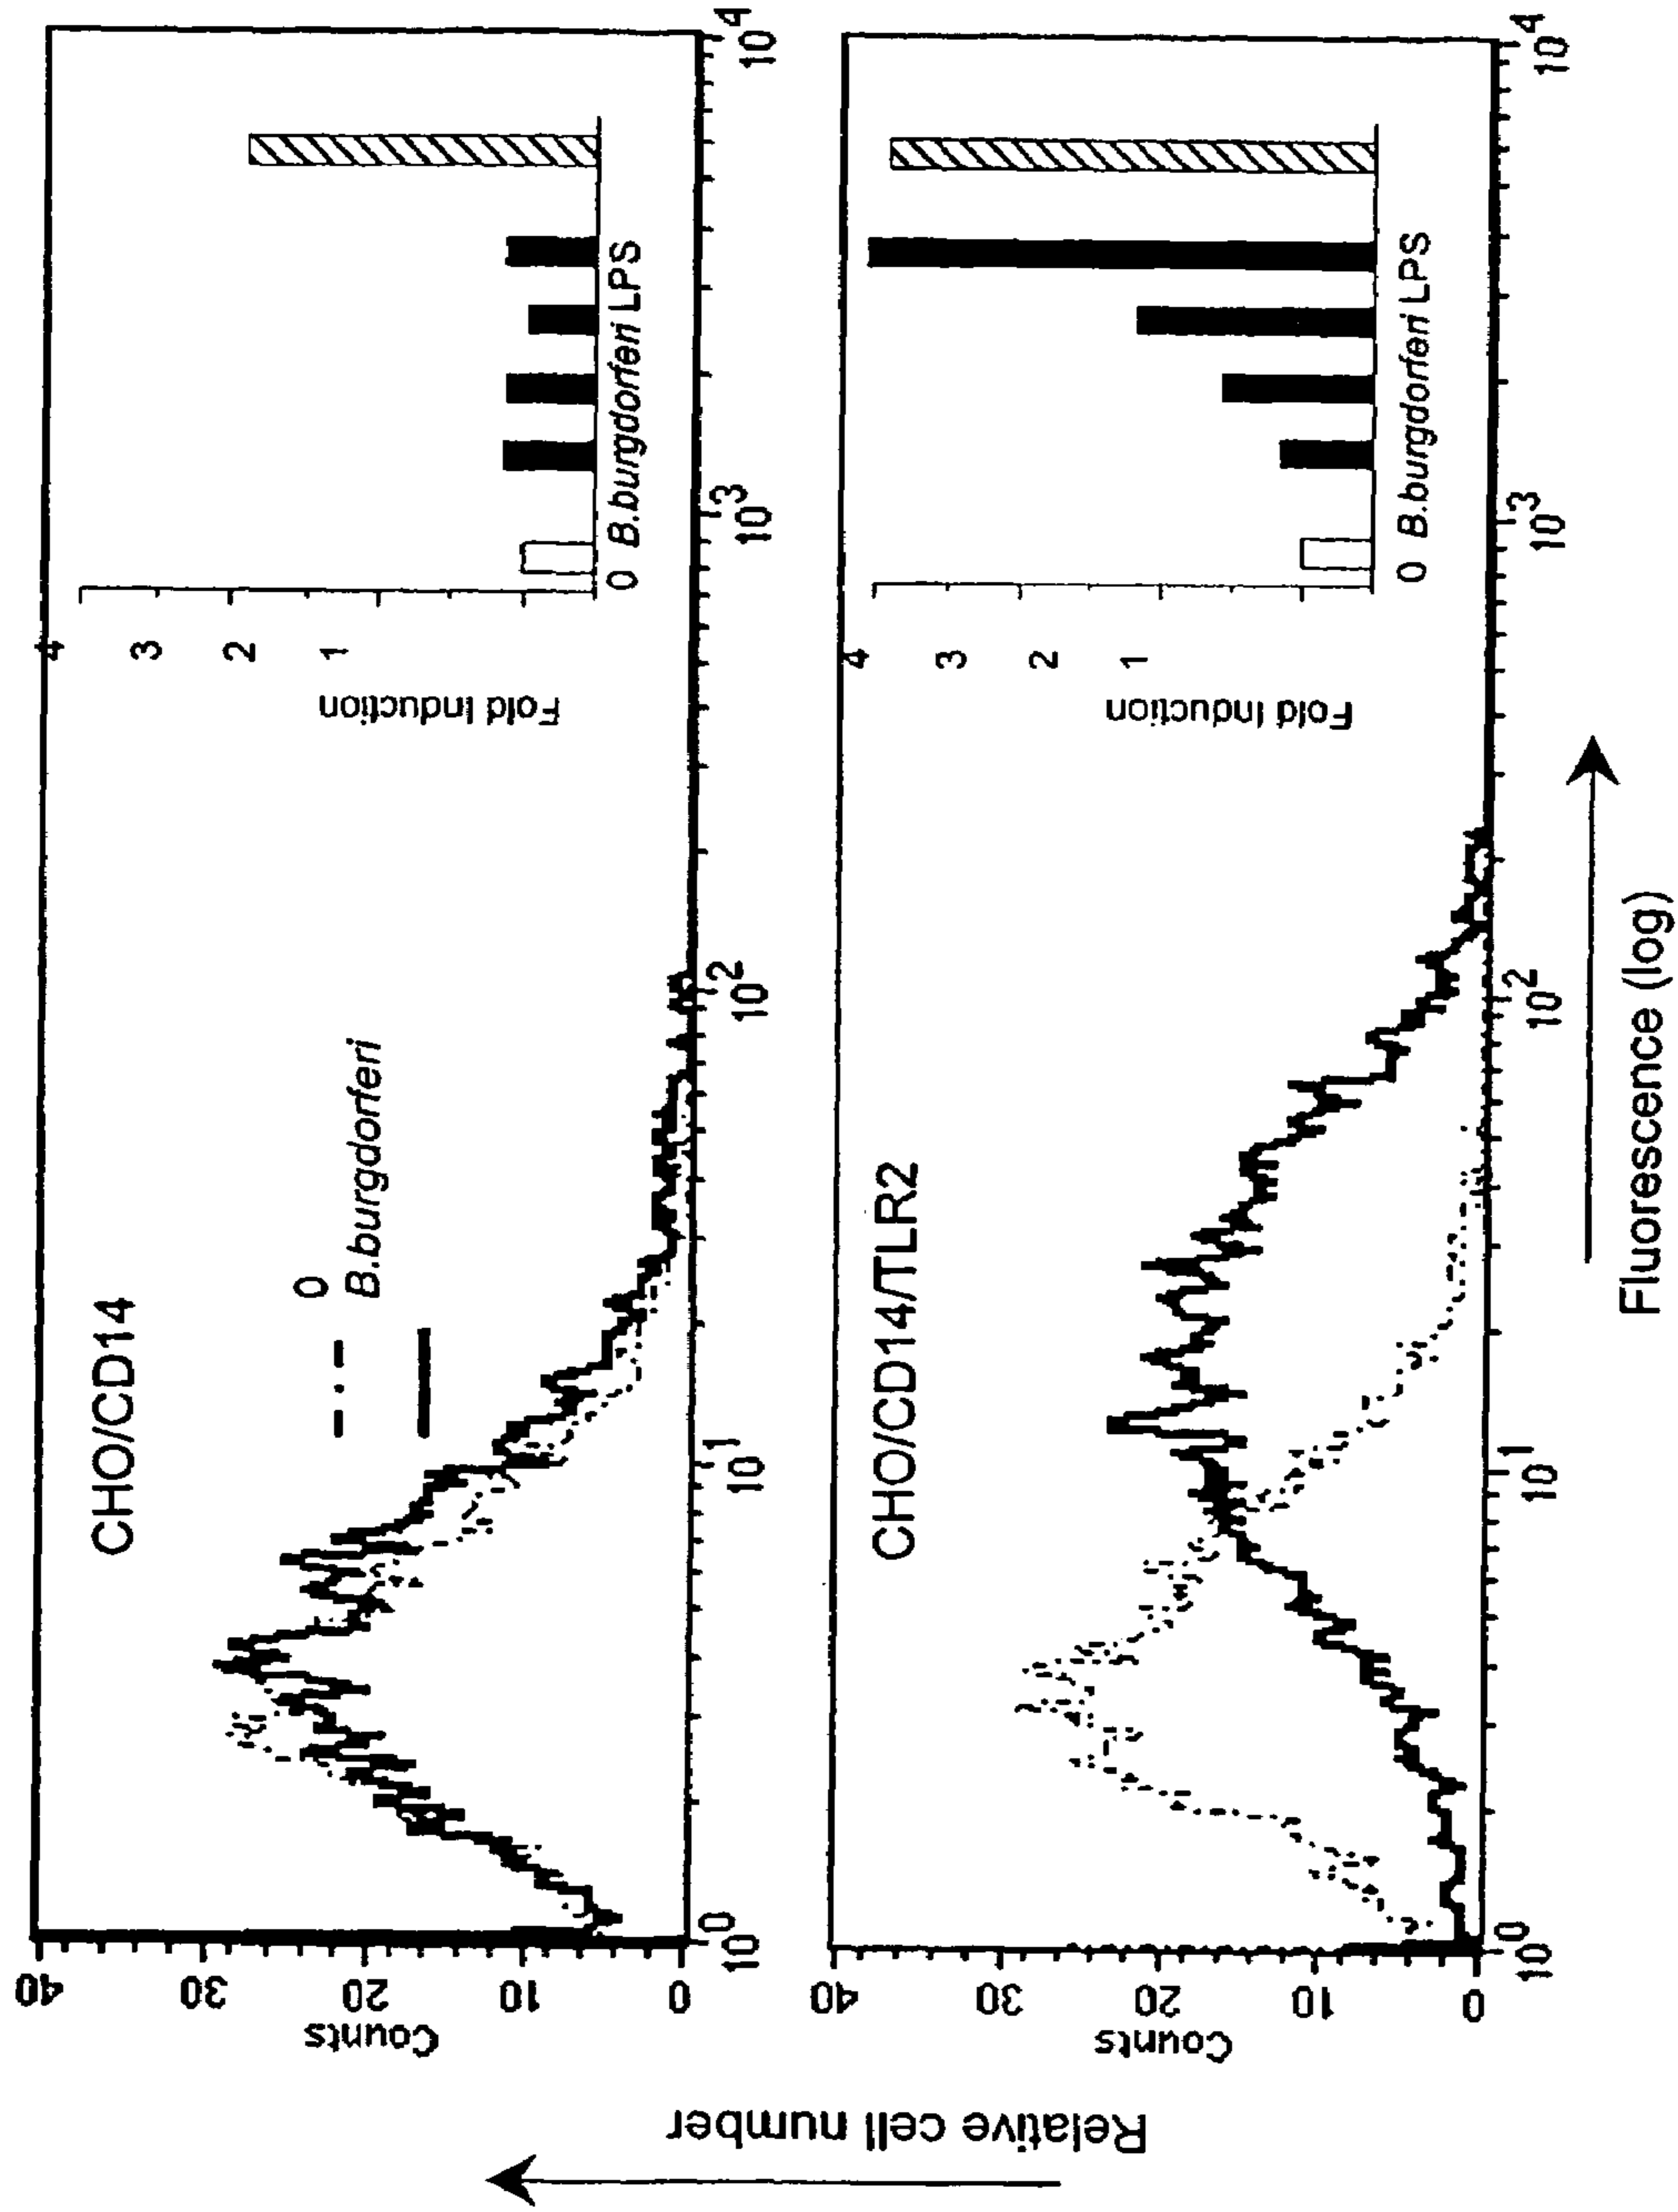 Relative cell number
CHO/CD14
Counts
40
30
20
10
0
0
B.burgdorferi
10^0
10^1
10^2
10^3
10^4
Fold Induction
4
3
2
1
0 B.burgdorferi LPS
CHO/CD14/TLR2
Counts
40
30
20
10
0
10^0
10^1
10^2
10^3
10^4
Fold Induction
4
3
2
1
0 B.burgdorferi LPS
Fluorescence (log)